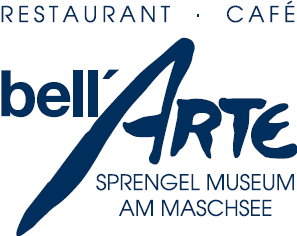 RESTAURANT · CAFÉ
bell´ARTE
SPRENGEL MUSEUM
AM MASCHSEE